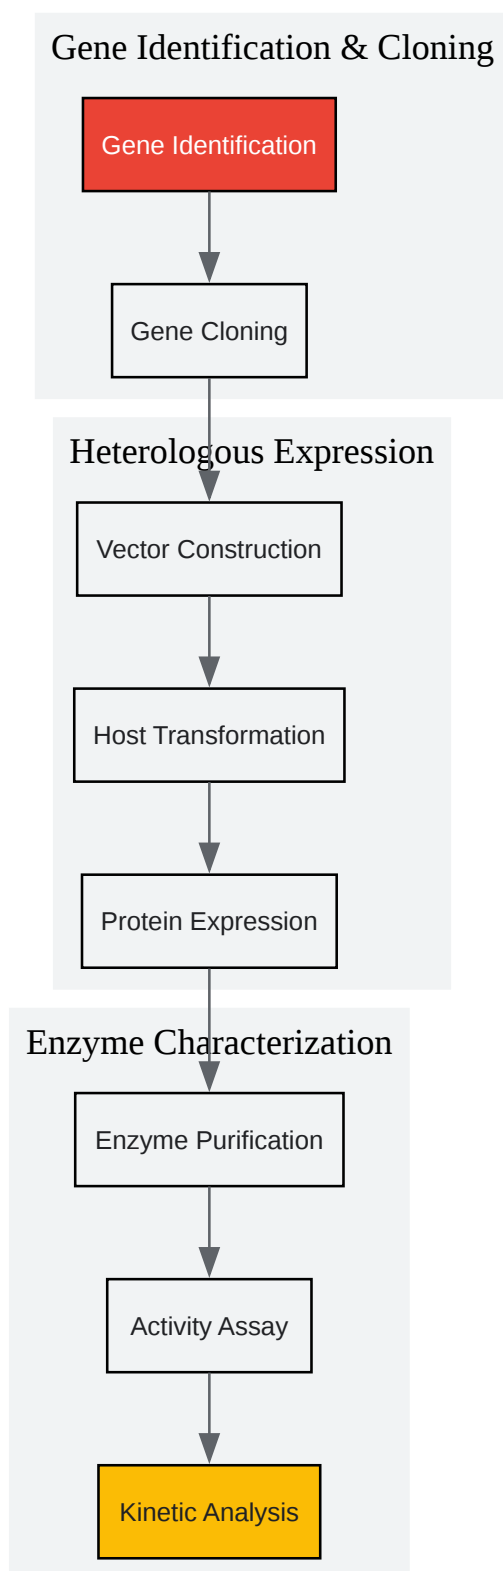 Gene Identification & Cloning
Gene Identification
Gene Cloning
Heterologous Expression
Vector Construction
Host Transformation
Protein Expression
Enzyme Characterization
Enzyme Purification
Activity Assay
Kinetic Analysis